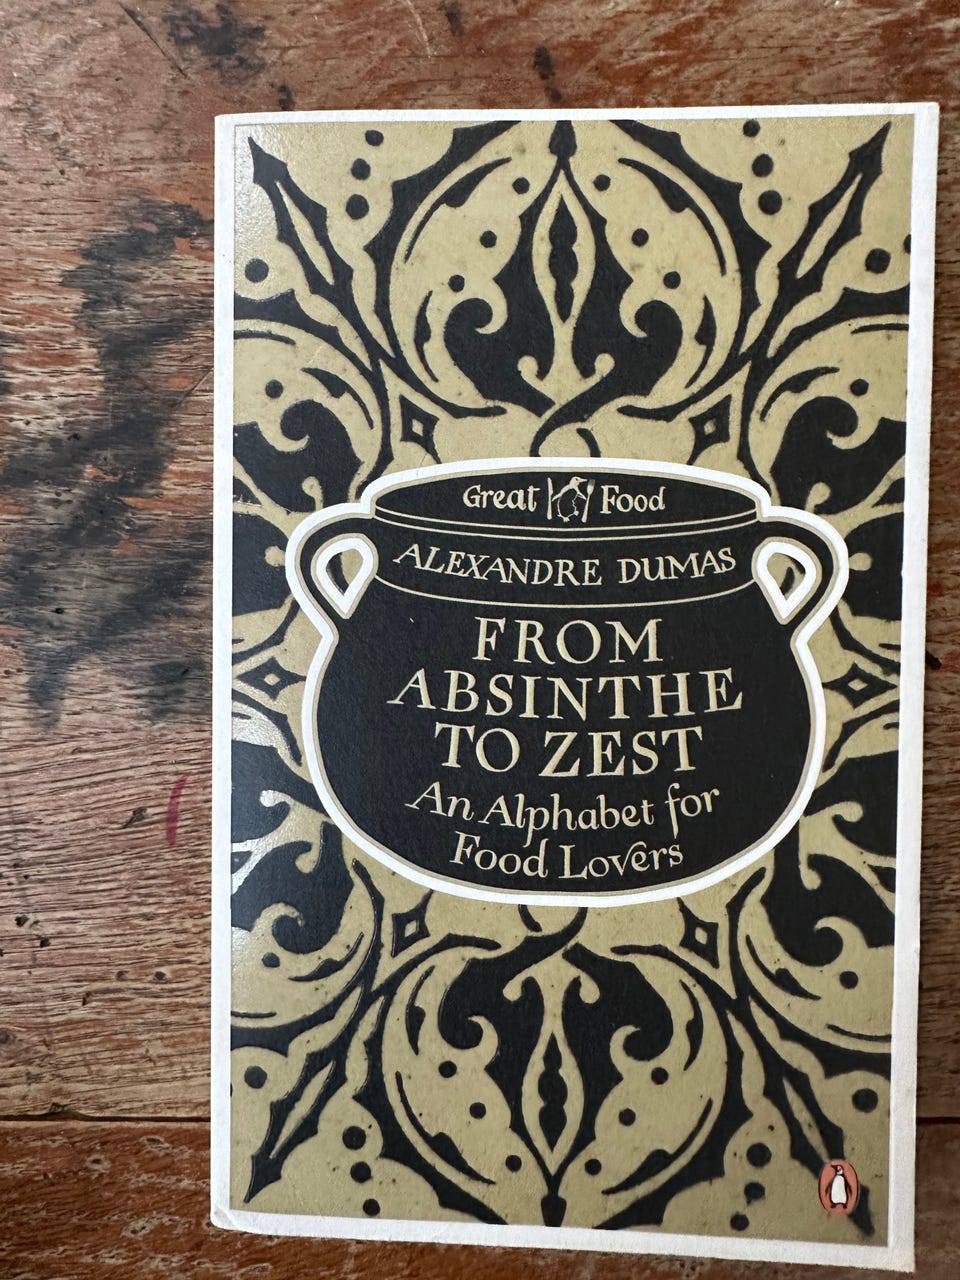 Great Food
ALEXANDRE DUMAS
FROM
ABSINTHE
TO ZEST
An Alphabet for
Food Lovers